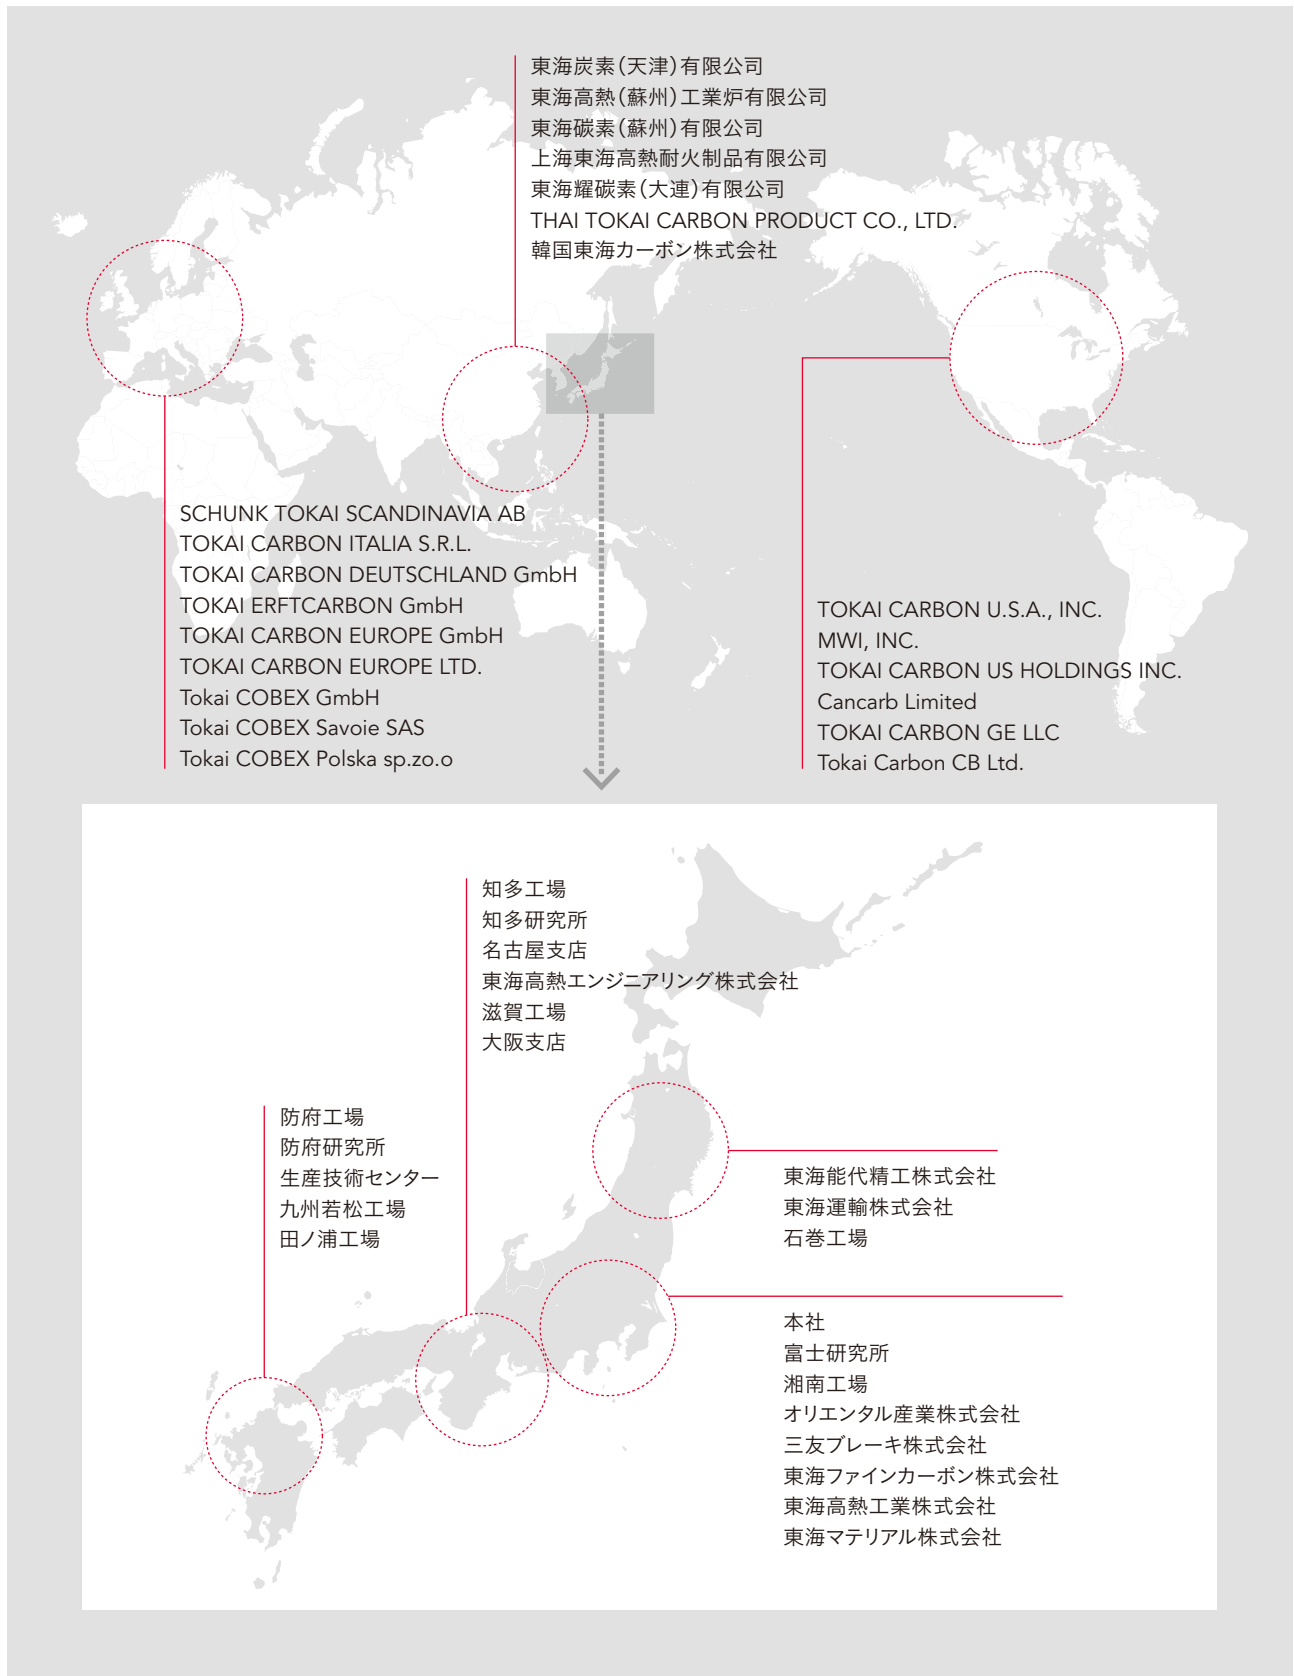 東海炭素(天津)有限公司
東海高熱(蘇州)工業炉有限公司
東海碳素(蘇州)有限公司
上海東海高熱耐火制品有限公司
東海耀碳素(大連)有限公司
THAI TOKAI CARBON PRODUCT CO., LTD.
韓国東海カーボン株式会社
SCHUNK TOKAI SCANDINAVIA AB
TOKAI CARBON ITALIA S.R.L.
TOKAI CARBON DEUTSCHLAND GmbH
TOKAI ERFTCARBON GmbH
TOKAI CARBON EUROPE GmbH
TOKAI CARBON EUROPE LTD.
Tokai COBEX GmbH
Tokai COBEX Savoie SAS
Tokai COBEX Polska sp.zo.o
TOKAI CARBON U.S.A., INC.
MWI, INC.
TOKAI CARBON US HOLDINGS INC.
Cancarb Limited
TOKAI CARBON GE LLC
Tokai Carbon CB Ltd.
知多工場
知多研究所
名古屋支店
東海高熱エンジニアリング株式会社
滋賀工場
大阪支店
防府工場
防府研究所
生産技術センター
九州若松工場
田ノ浦工場
東海能代精工株式会社
東海運輸株式会社
石巻工場
本社
富士研究所
湘南工場
オリエンタル産業株式会社
三友ブレーキ株式会社
東海ファインカーボン株式会社
東海高熱工業株式会社
東海マテリアル株式会社